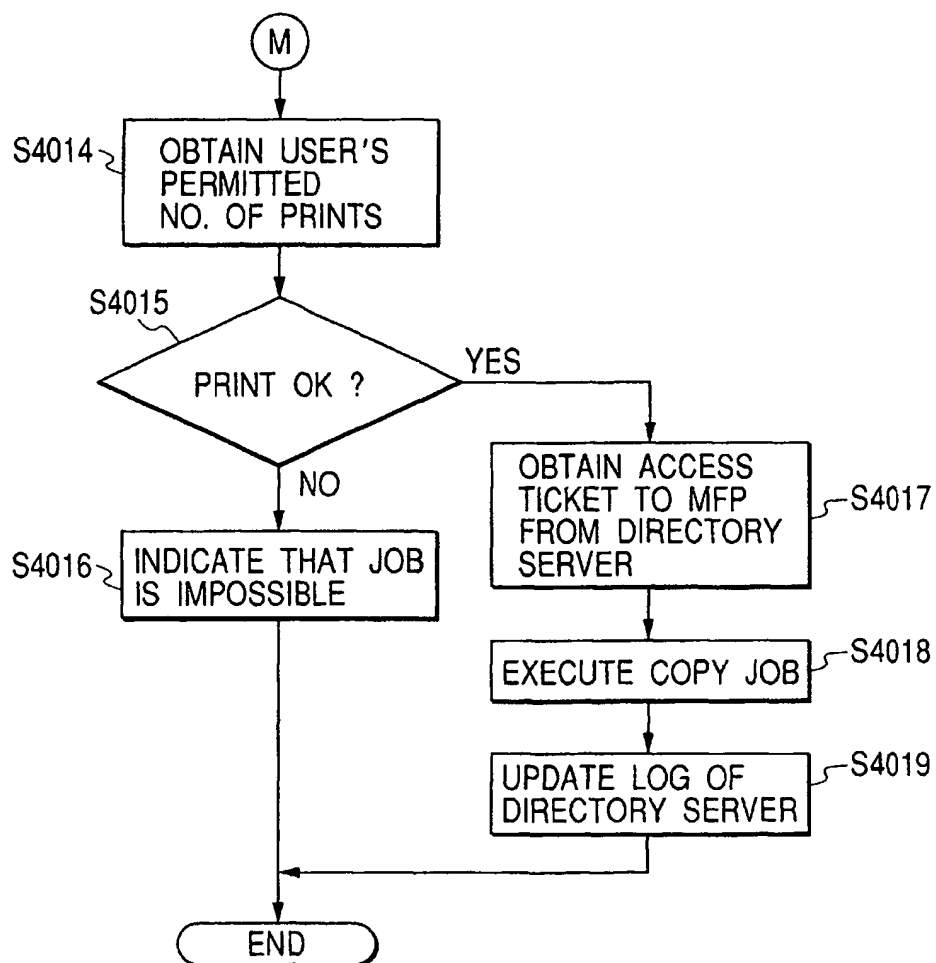 M
S4014
OBTAIN USER'S
PERMITTED
NO. OF PRINTS
S4015
PRINT OK ?
YES
NO
S4016
INDICATE THAT JOB
IS IMPOSSIBLE
OBTAIN ACCESS
TICKET TO MFP
FROM DIRECTORY
SERVER
S4017
EXECUTE COPY JOB
S4018
UPDATE LOG OF
DIRECTORY SERVER
S4019
END